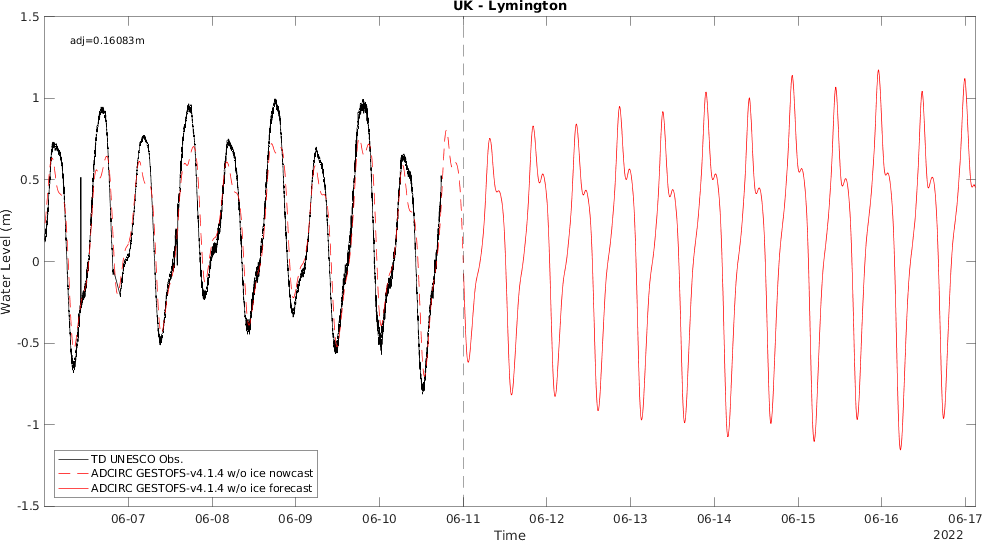 UK - Lymington
adj=0.16083m
1.5
1
0.5
0
-0.5
-1
-1.5
Water Level (m)
TD UNESCO Obs.
ADCIRC GESTOFS-v4.1.4 w/o ice nowcast
ADCIRC GESTOFS-v4.1.4 w/o ice forecast
06-07 06-08 06-09 06-10 06-11 06-12 06-13 06-14 06-15 06-16 06-17
Time
2022